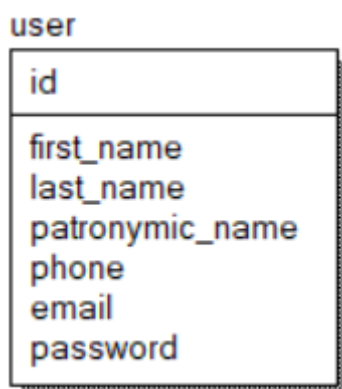 user
id
first_name
last_name
patronymic_name
phone
email
password